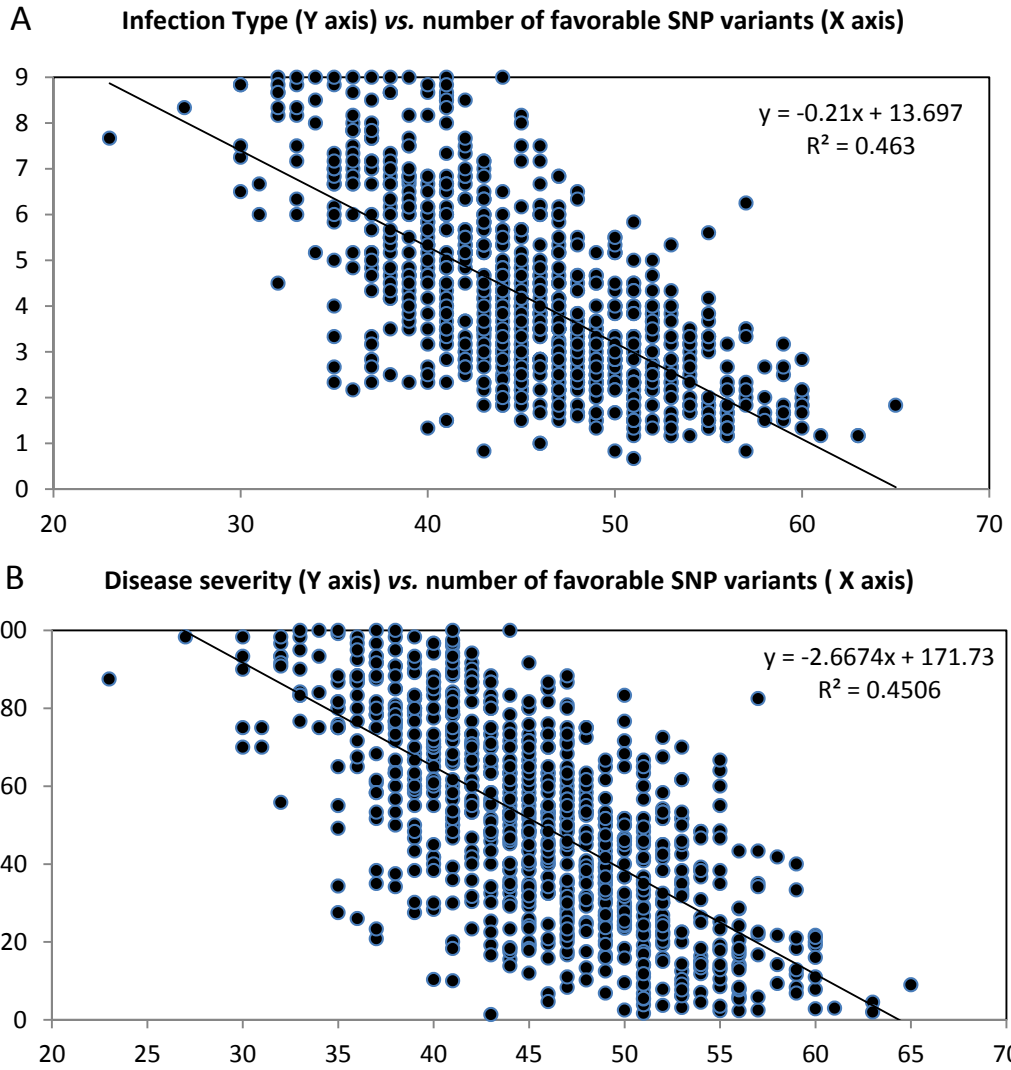 A
Infection Type (Y axis) vs. number of favorable SNP variants (X axis)
9
8
7
6
5
4
3
2
1
0
y = -0.21x + 13.697
R² = 0.463
20 30 40 50 60 70
B
Disease severity (Y axis) vs. number of favorable SNP variants ( X axis)
00
80
60
40
20
0
y = -2.6674x + 171.73
R² = 0.4506
20 25 30 35 40 45 50 55 60 65 70